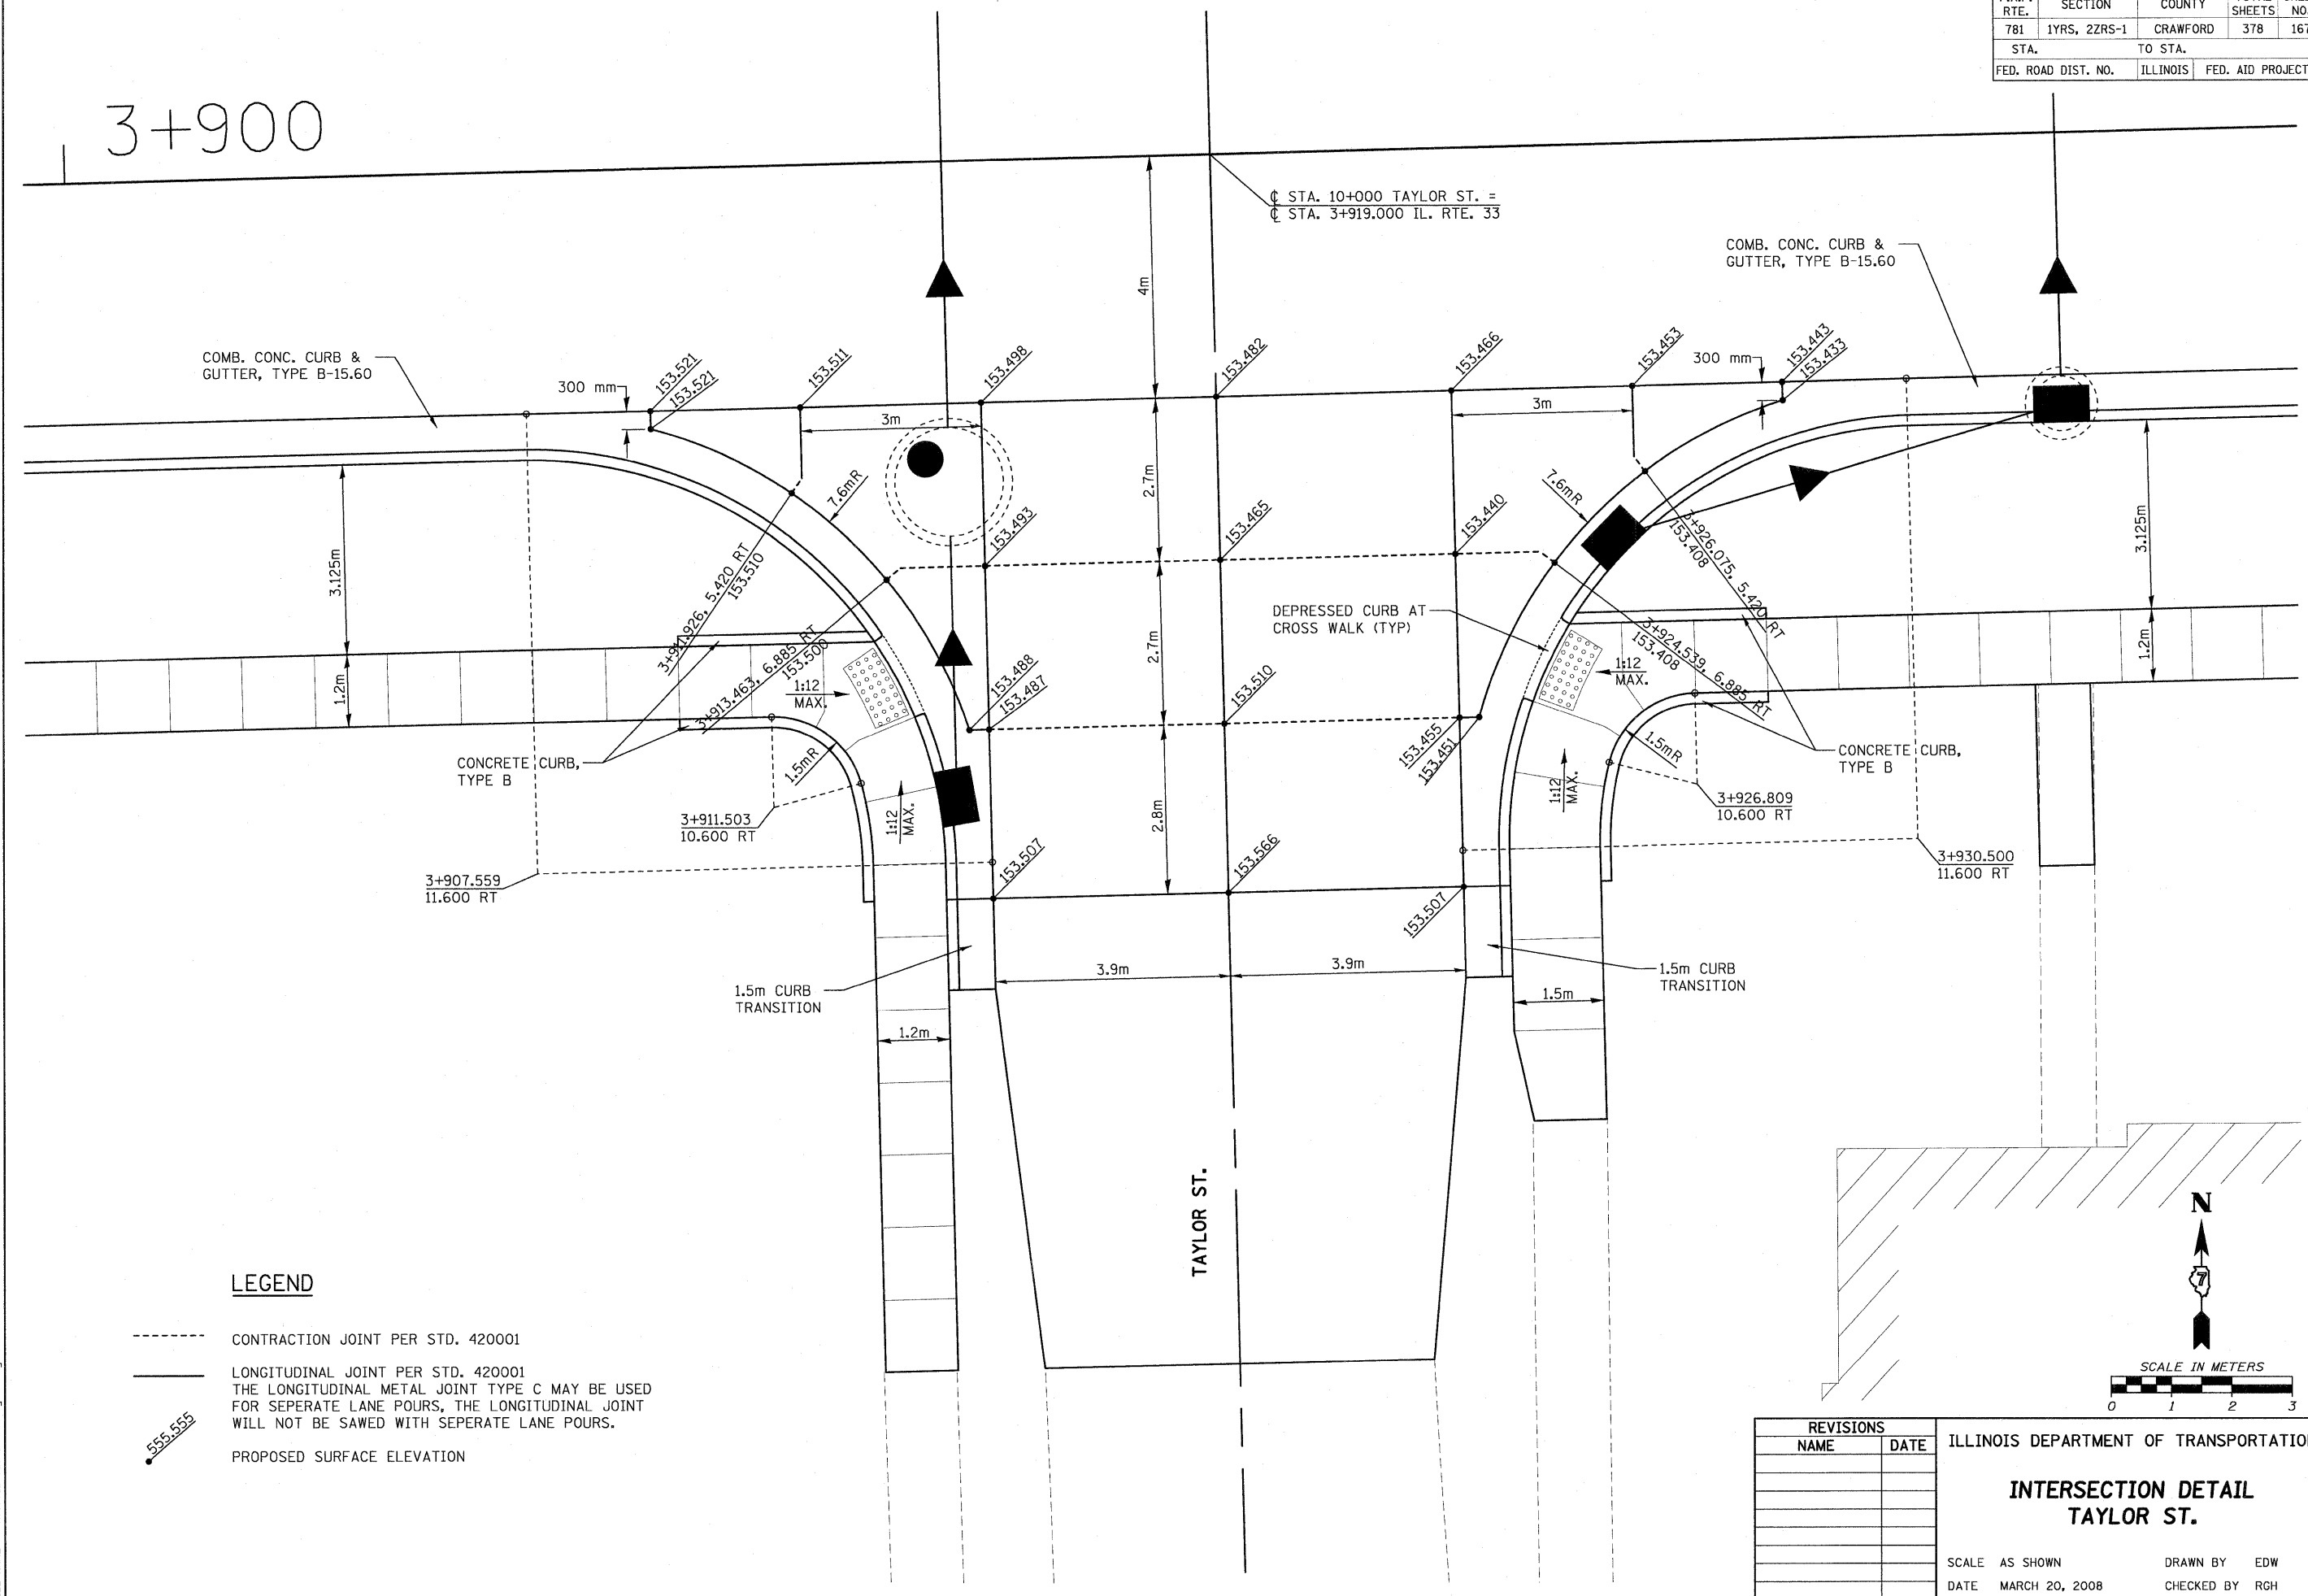 RTE. SECTION COUNTY SHEETS NO.
781 1YRS, 2ZRS-1 CRAWFORD 378 167
STA. TO STA.
FED. ROAD DIST. NO. ILLINOIS FED. AID PROJECT
3+900
℄ STA. 10+000 TAYLOR ST. =
℄ STA. 3+919.000 IL. RTE. 33
COMB. CONC. CURB &
GUTTER, TYPE B-15.60
COMB. CONC. CURB &
GUTTER, TYPE B-15.60
4m
300 mm
153.521
153.521
153.511
153.498
153.482
153.466
153.453
300 mm
153.443
153.433
3m
3m
7.6mR
7.6mR
2.7m
153.493
153.465
153.440
3.125m
3.125m
3+911.926, 5.420 RT
153.510
3+926.075, 5.420 RT
153.408
3+913.463, 6.885 RT
153.500
3+924.539, 6.885 RT
153.408
DEPRESSED CURB AT
CROSS WALK (TYP)
2.7m
1.2m
1.2m
1:12
MAX.
1:12
MAX.
153.488
153.487
153.510
153.455
153.451
CONCRETE CURB,
TYPE B
CONCRETE CURB,
TYPE B
1.5mR
1.5mR
1:12
MAX.
1:12
MAX.
3+911.503
10.600 RT
3+926.809
10.600 RT
2.8m
153.507
153.566
153.507
3+907.559
11.600 RT
3+930.500
11.600 RT
3.9m
3.9m
1.5m CURB
TRANSITION
1.5m CURB
TRANSITION
1.2m
1.5m
TAYLOR ST.
N
7
SCALE IN METERS
0 1 2 3
LEGEND
CONTRACTION JOINT PER STD. 420001
LONGITUDINAL JOINT PER STD. 420001
THE LONGITUDINAL METAL JOINT TYPE C MAY BE USED
FOR SEPERATE LANE POURS, THE LONGITUDINAL JOINT
WILL NOT BE SAWED WITH SEPERATE LANE POURS.
555.555
PROPOSED SURFACE ELEVATION
REVISIONS
NAME DATE
ILLINOIS DEPARTMENT OF TRANSPORTATION
INTERSECTION DETAIL
TAYLOR ST.
SCALE AS SHOWN DRAWN BY EDW
DATE MARCH 20, 2008 CHECKED BY RGH